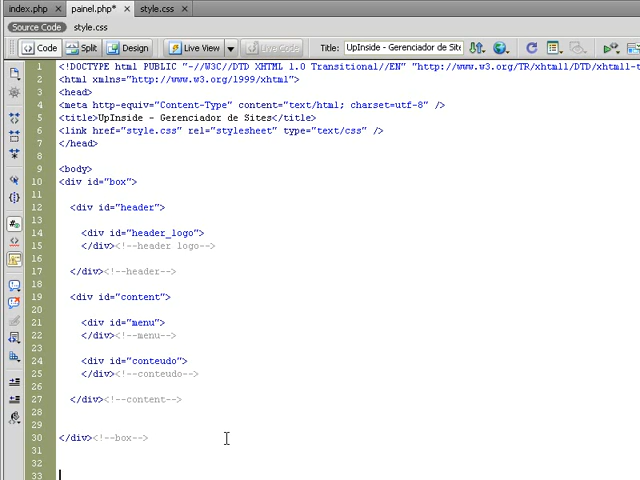 index.php × painel.php* × style.css ×
Source Code style.css
Code Split Design Live View Live Code Title: UpInside - Gerenciador de Site
1 <!DOCTYPE html PUBLIC "-//W3C//DTD XHTML 1.0 Transitional//EN" "http://www.w3.org/TR/xhtml1/DTD/xhtml1-t
2 <html xmlns="http://www.w3.org/1999/xhtml">
3 <head>
4 <meta http-equiv="Content-Type" content="text/html; charset=utf-8" />
5 <title>UpInside - Gerenciador de Sites</title>
6 <link href="style.css" rel="stylesheet" type="text/css" />
7 </head>
8
9 <body>
10 <div id="box">
11
12 <div id="header">
13
14 <div id="header_logo">
15 </div><!--header logo-->
16
17 </div><!--header-->
18
19 <div id="content">
20
21 <div id="menu">
22 </div><!--menu-->
23
24 <div id="conteudo">
25 </div><!--conteudo-->
26
27 </div><!--content-->
28
29
30 </div><!--box-->
31
32
33